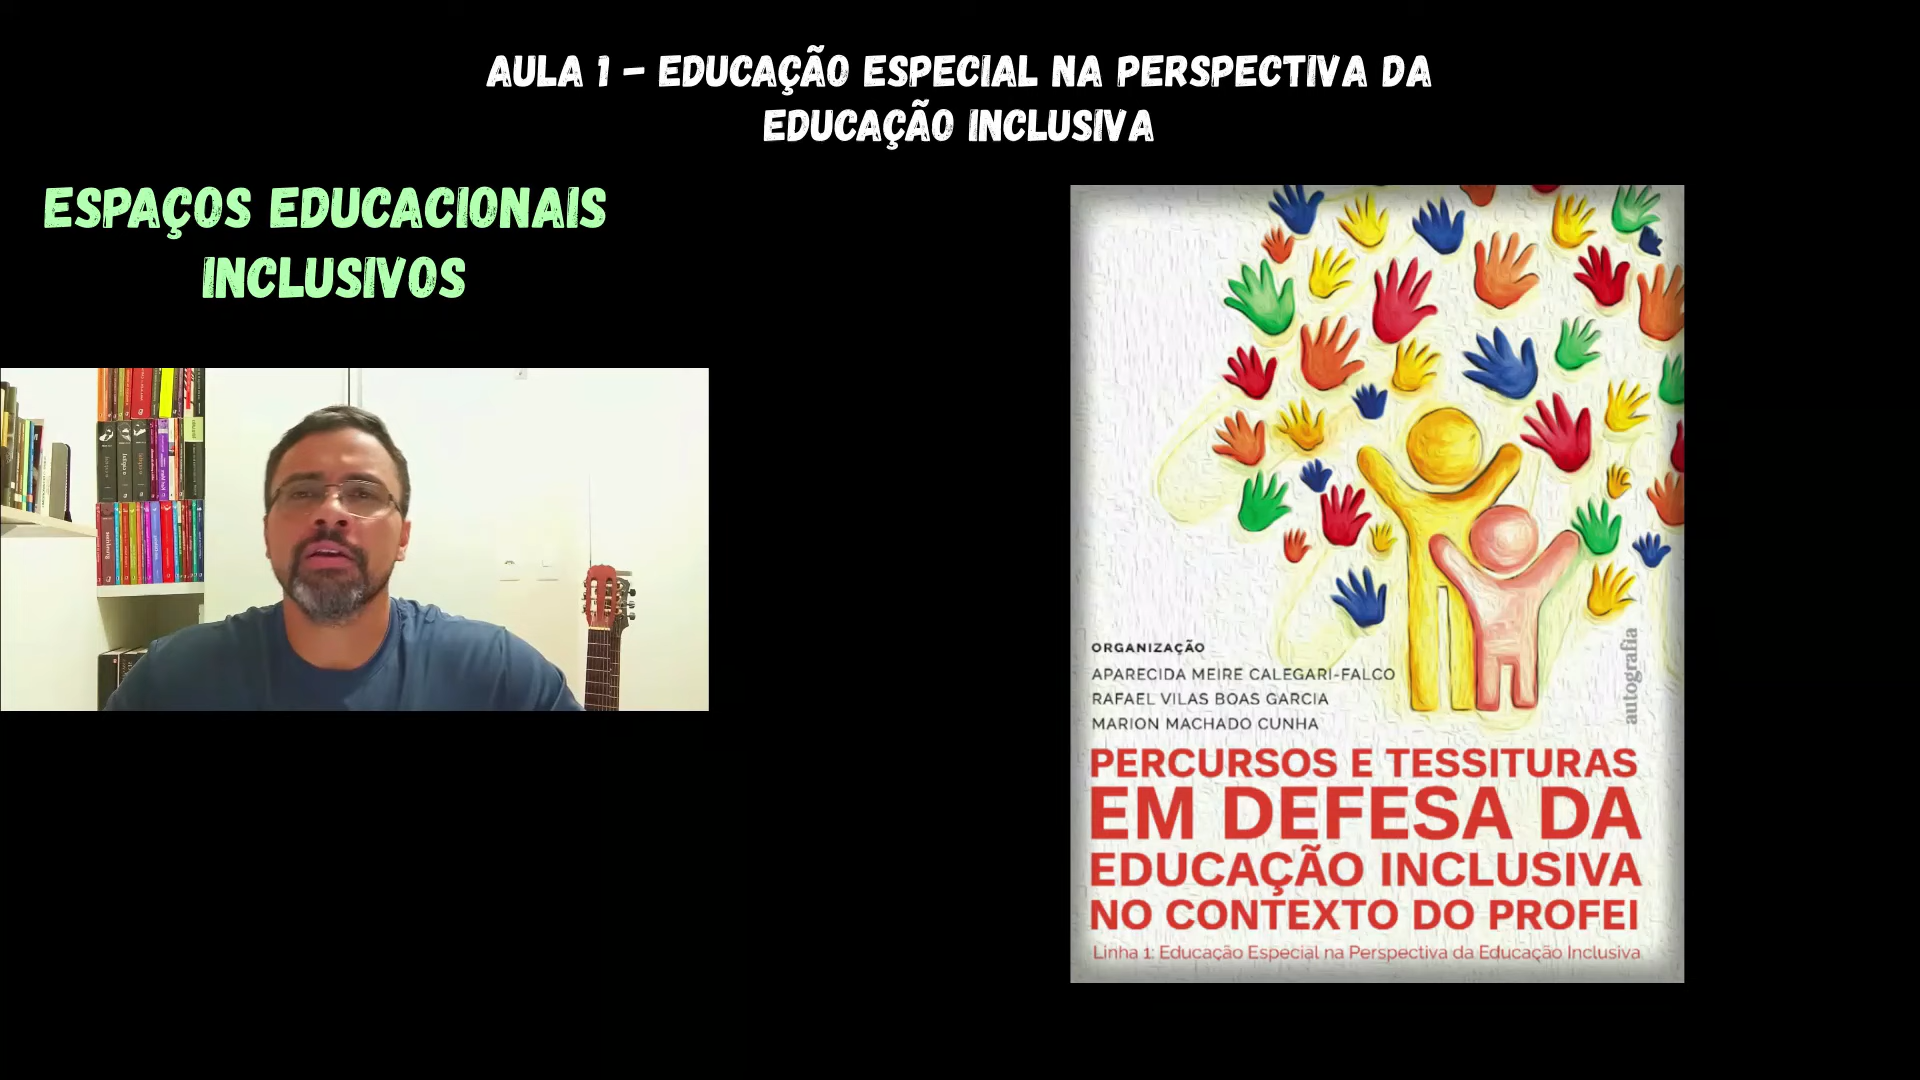 AULA 1 – EDUCAÇÃO ESPECIAL NA PERSPECTIVA DA
EDUCAÇÃO INCLUSIVA
ESPAÇOS EDUCACIONAIS
INCLUSIVOS
ORGANIZAÇÃO
APARECIDA MEIRE CALEGARI-FALCO
RAFAEL VILAS BOAS GARCIA
MARION MACHADO CUNHA
autografia
PERCURSOS E TESSITURAS
EM DEFESA DA
EDUCAÇÃO INCLUSIVA
NO CONTEXTO DO PROFEI
Linha 1: Educação Especial na Perspectiva da Educação Inclusiva